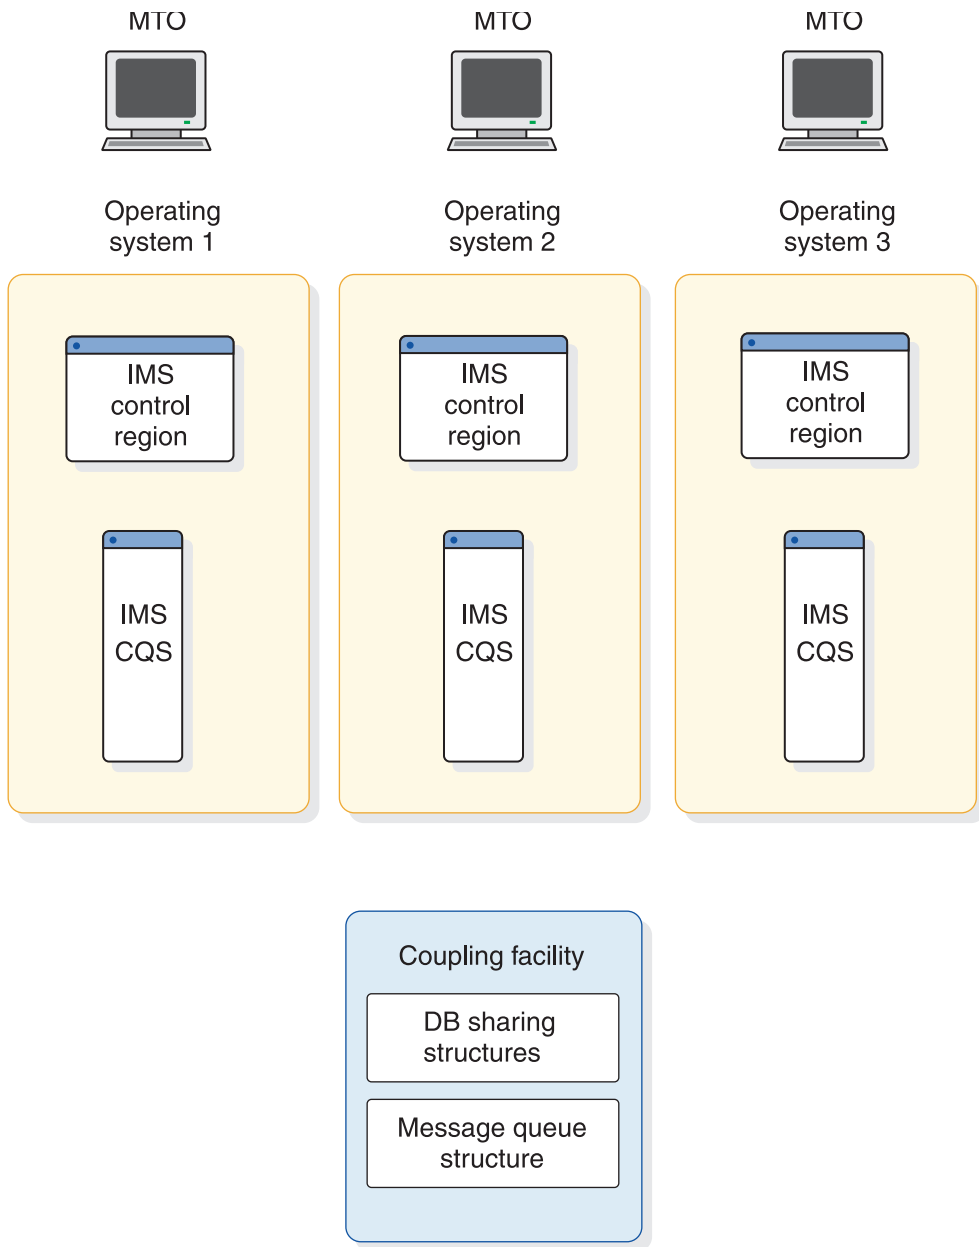 MTO
MTO
MTO
Operating
system 1
Operating
system 2
Operating
system 3
IMS
control
region
IMS
control
region
IMS
control
region
IMS
CQS
IMS
CQS
IMS
CQS
Coupling facility
DB sharing
structures
Message queue
structure